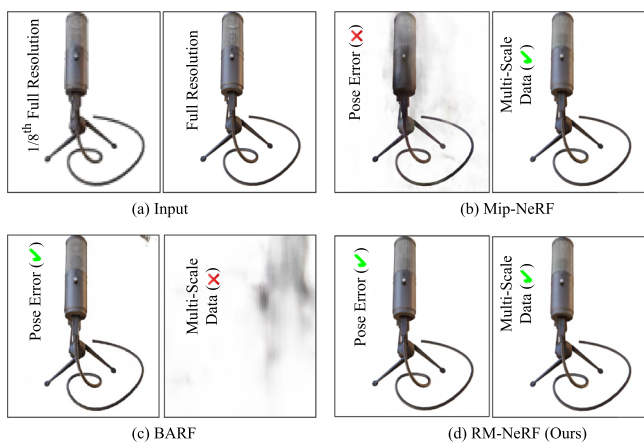 1/8th Full Resolution
Full Resolution
(a) Input
Pose Error (✗)
Multi-Scale
Data (✓)
(b) Mip-NeRF
Pose Error (✓)
Multi-Scale
Data (✗)
(c) BARF
Pose Error (✓)
Multi-Scale
Data (✓)
(d) RM-NeRF (Ours)